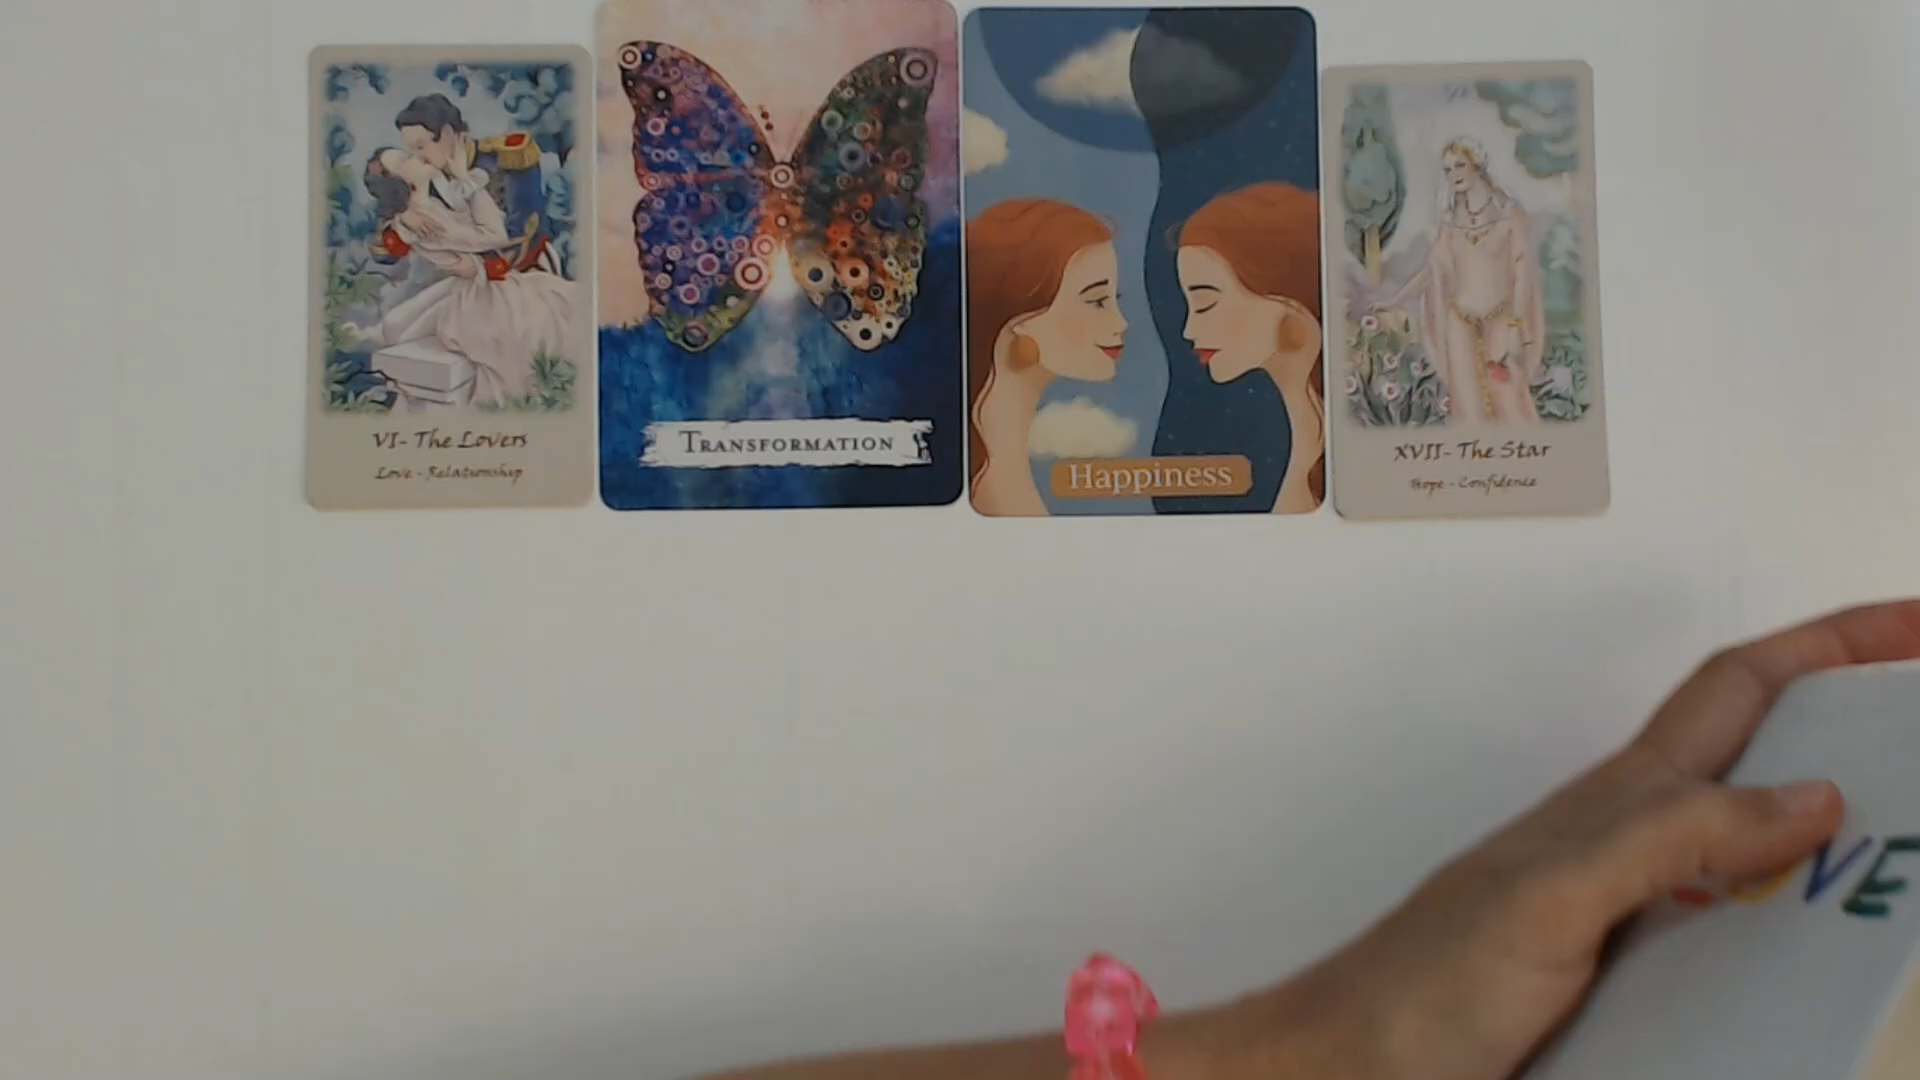 VI- The Lovers
Love - Relationship
TRANSFORMATION
Happiness
XVII- The Star
Hope - Confidence
VE